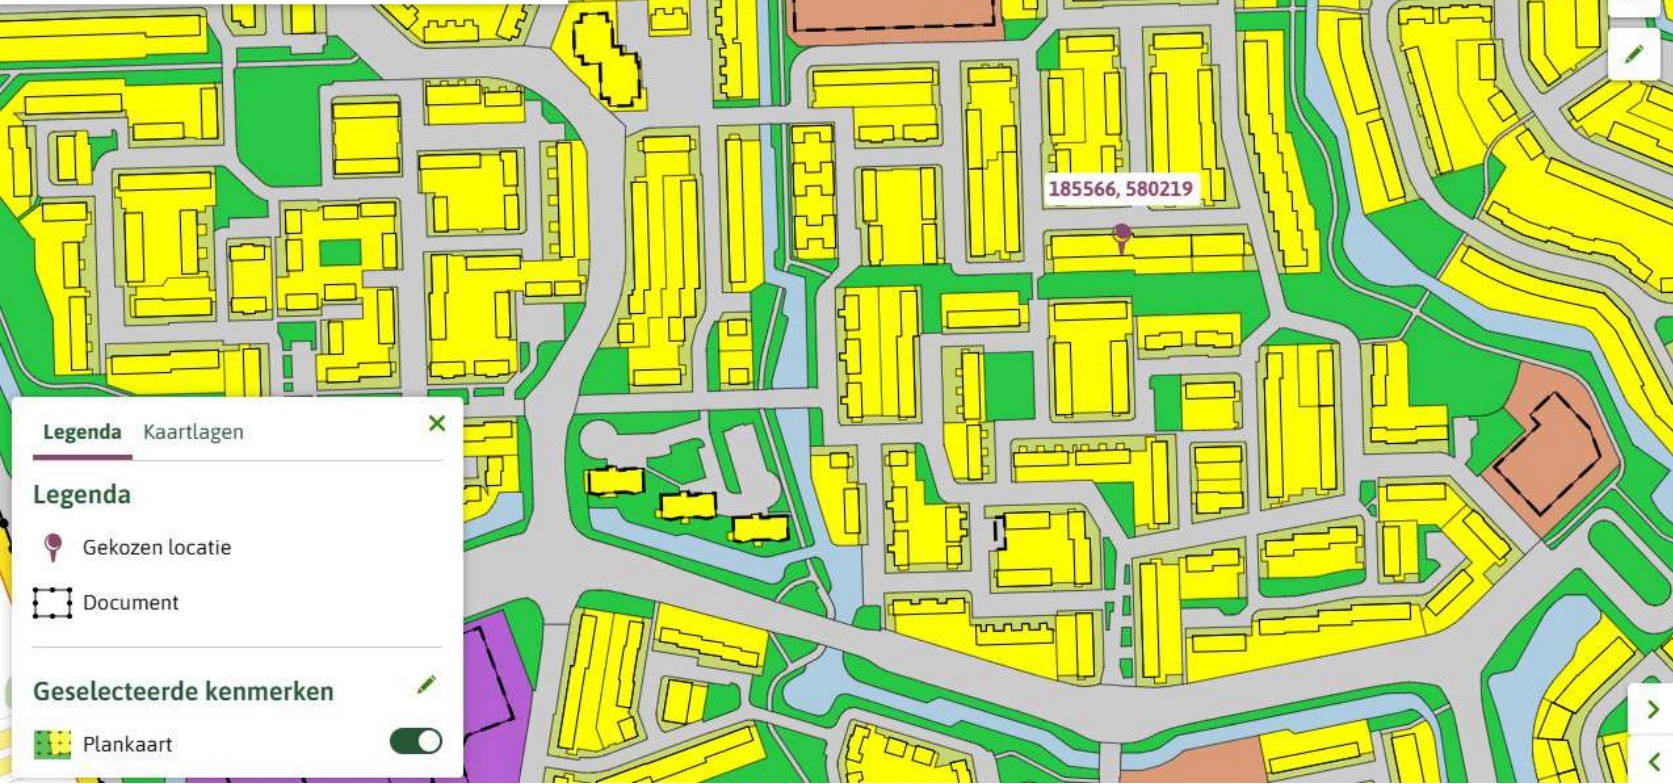 185566, 580219
Legenda Kaartlagen
Legenda
Gekozen locatie
Document
Geselecteerde kenmerken
Plankaart